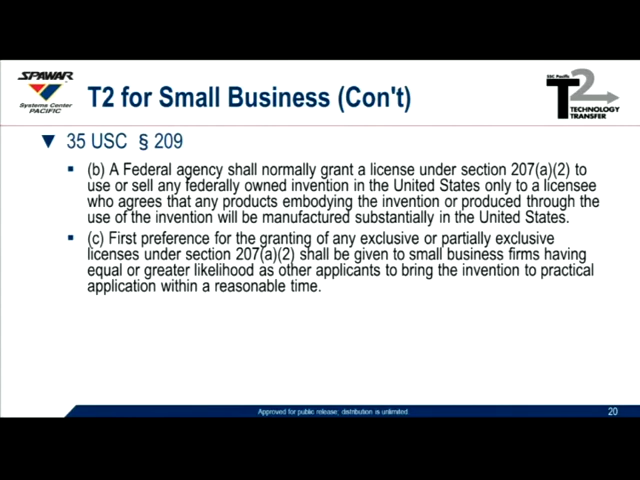 SPAWAR
Systems Center
PACIFIC
T2 for Small Business (Con't)
SSC Pacific
T2
TECHNOLOGY
TRANSFER
35 USC § 209
(b) A Federal agency shall normally grant a license under section 207(a)(2) to
use or sell any federally owned invention in the United States only to a licensee
who agrees that any products embodying the invention or produced through the
use of the invention will be manufactured substantially in the United States.
(c) First preference for the granting of any exclusive or partially exclusive
licenses under section 207(a)(2) shall be given to small business firms having
equal or greater likelihood as other applicants to bring the invention to practical
application within a reasonable time.
Approved for public release; distribution is unlimited.
20